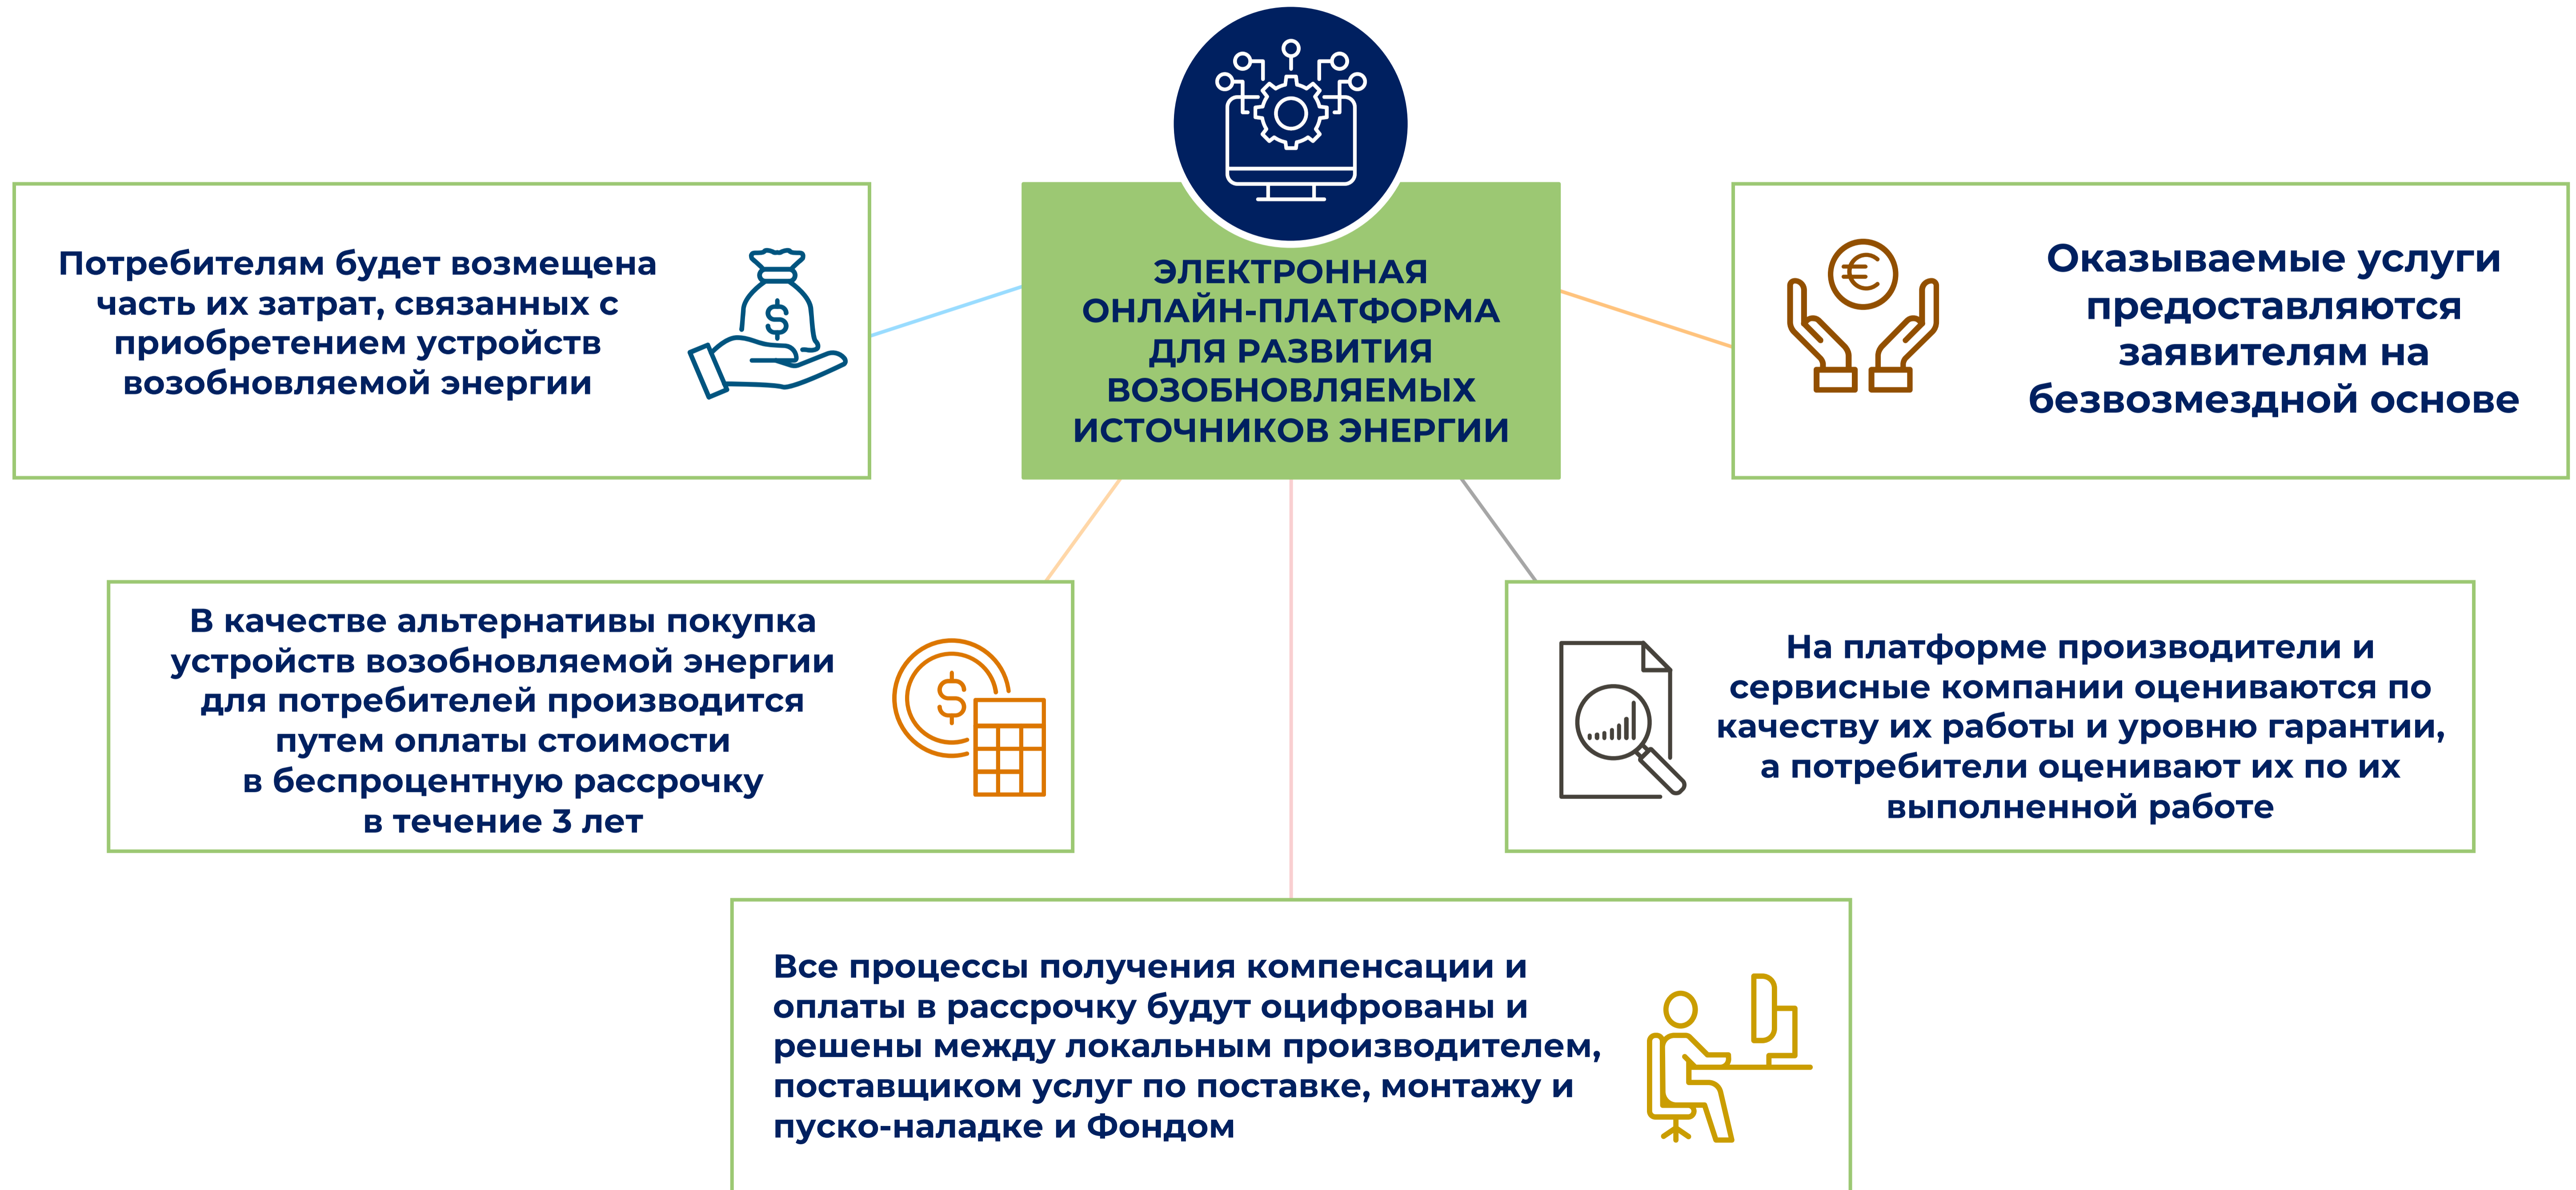 Потребителям будет возмещена
часть их затрат, связанных с
приобретением устройств
возобновляемой энергии
$
ЭЛЕКТРОННАЯ
ОНЛАЙН-ПЛАТФОРМА
ДЛЯ РАЗВИТИЯ
ВОЗОБНОВЛЯЕМЫХ
ИСТОЧНИКОВ ЭНЕРГИИ
€
Оказываемые услуги
предоставляются
заявителям на
безвозмездной основе
В качестве альтернативы покупка
устройств возобновляемой энергии
для потребителей производится
путем оплаты стоимости
в беспроцентную рассрочку
в течение 3 лет
$
На платформе производители и
сервисные компании оцениваются по
качеству их работы и уровню гарантии,
а потребители оценивают их по их
выполненной работе
Все процессы получения компенсации и
оплаты в рассрочку будут оцифрованы и
решены между локальным производителем,
поставщиком услуг по поставке, монтажу и
пуско-наладке и Фондом